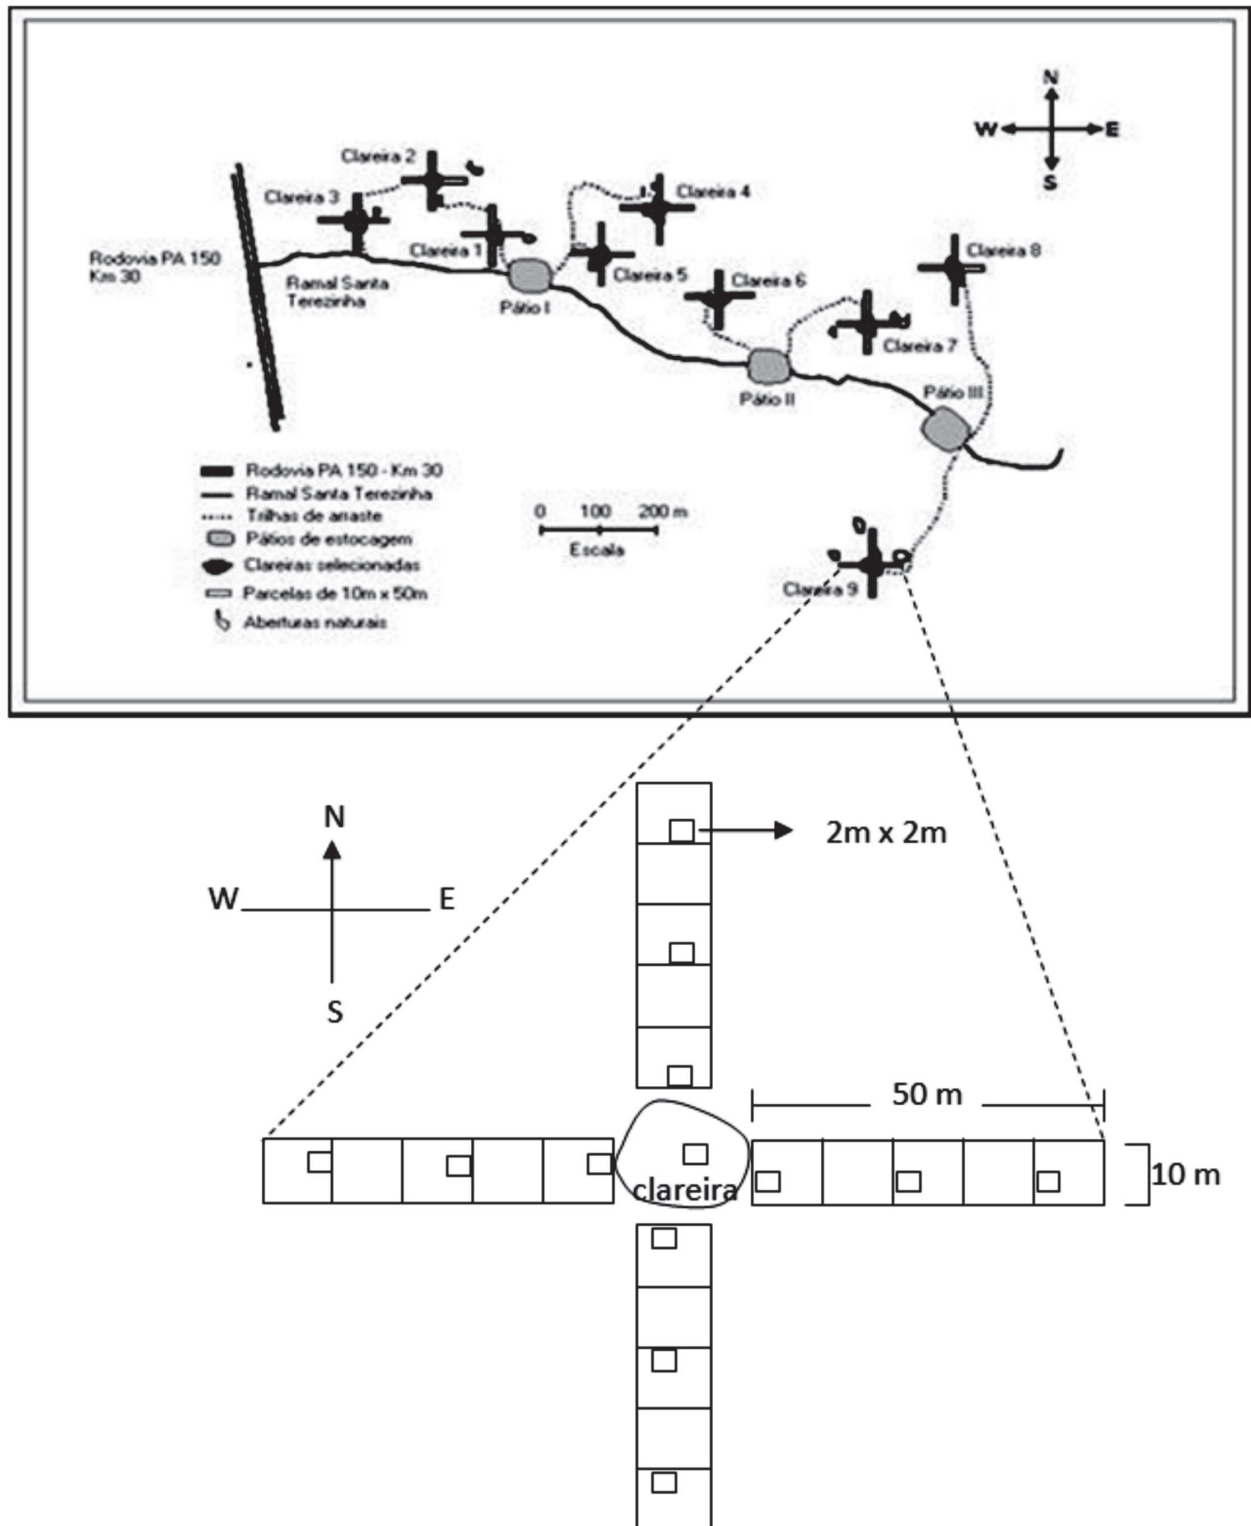 N
W E
S
Clareira 2
Clareira 3
Clareira 4
Clareira 1
Clareira 5
Clareira 8
Rodovia PA 150
Km 30
Ramal Santa
Terezinha
Pátio I
Clareira 6
Clareira 7
Pátio II
Pátio III
Rodovia PA 150 - Km 30
Ramal Santa Terezinha
Trilhas de arraste
Pátios de estocagem
Clareiras selecionadas
Parcelas de 10m x 50m
Aberturas naturais
0 100 200 m
Escala
Clareira 9
N
W E
S
2m x 2m
50 m
10 m
clareira